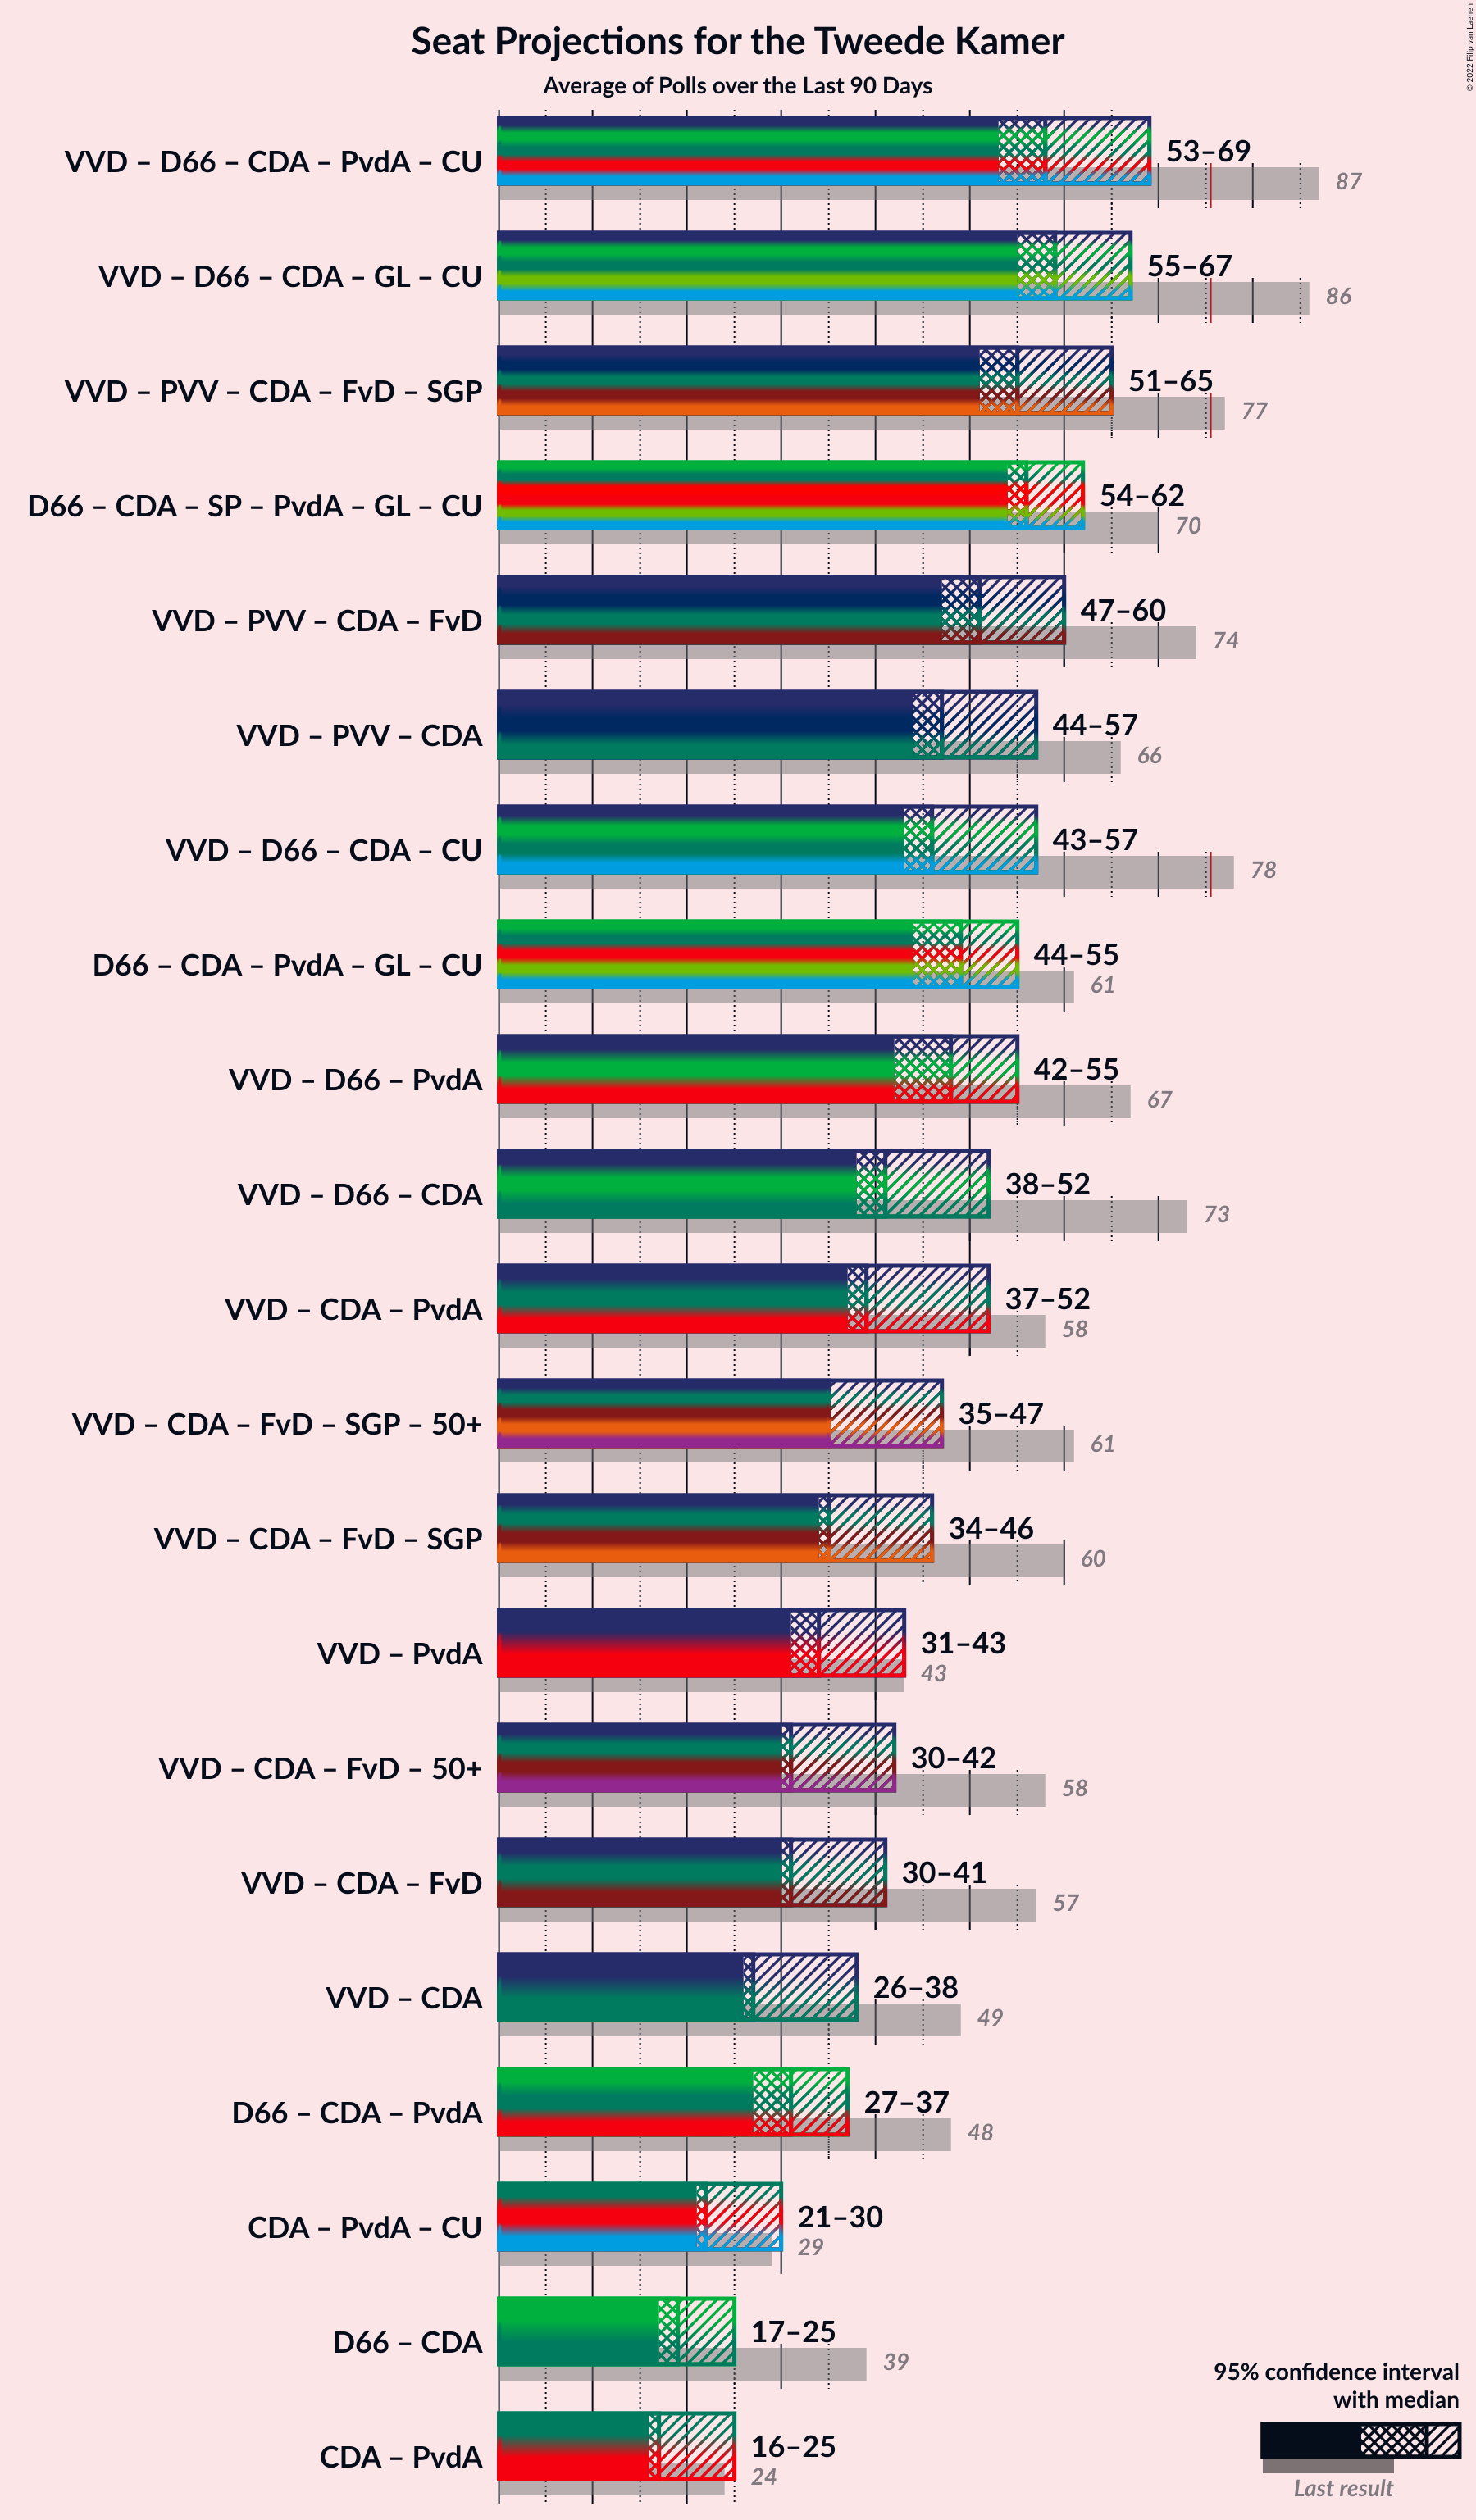 Seat Projections for the Tweede Kamer
Average of Polls over the Last 90 Days
© 2022 Filip van Laenen
VVD – D66 – CDA – PvdA – CU
53–69
87
VVD – D66 – CDA – GL – CU
55–67
86
VVD – PVV – CDA – FvD – SGP
51–65
77
D66 – CDA – SP – PvdA – GL – CU
54–62
70
VVD – PVV – CDA – FvD
47–60
74
VVD – PVV – CDA
44–57
66
VVD – D66 – CDA – CU
43–57
78
D66 – CDA – PvdA – GL – CU
44–55
61
VVD – D66 – PvdA
42–55
67
VVD – D66 – CDA
38–52
73
VVD – CDA – PvdA
37–52
58
VVD – CDA – FvD – SGP – 50+
35–47
61
VVD – CDA – FvD – SGP
34–46
60
VVD – PvdA
31–43
43
VVD – CDA – FvD – 50+
30–42
58
VVD – CDA – FvD
30–41
57
VVD – CDA
26–38
49
D66 – CDA – PvdA
27–37
48
CDA – PvdA – CU
21–30
29
D66 – CDA
17–25
39
CDA – PvdA
16–25
24
95% confidence interval
with median
Last result